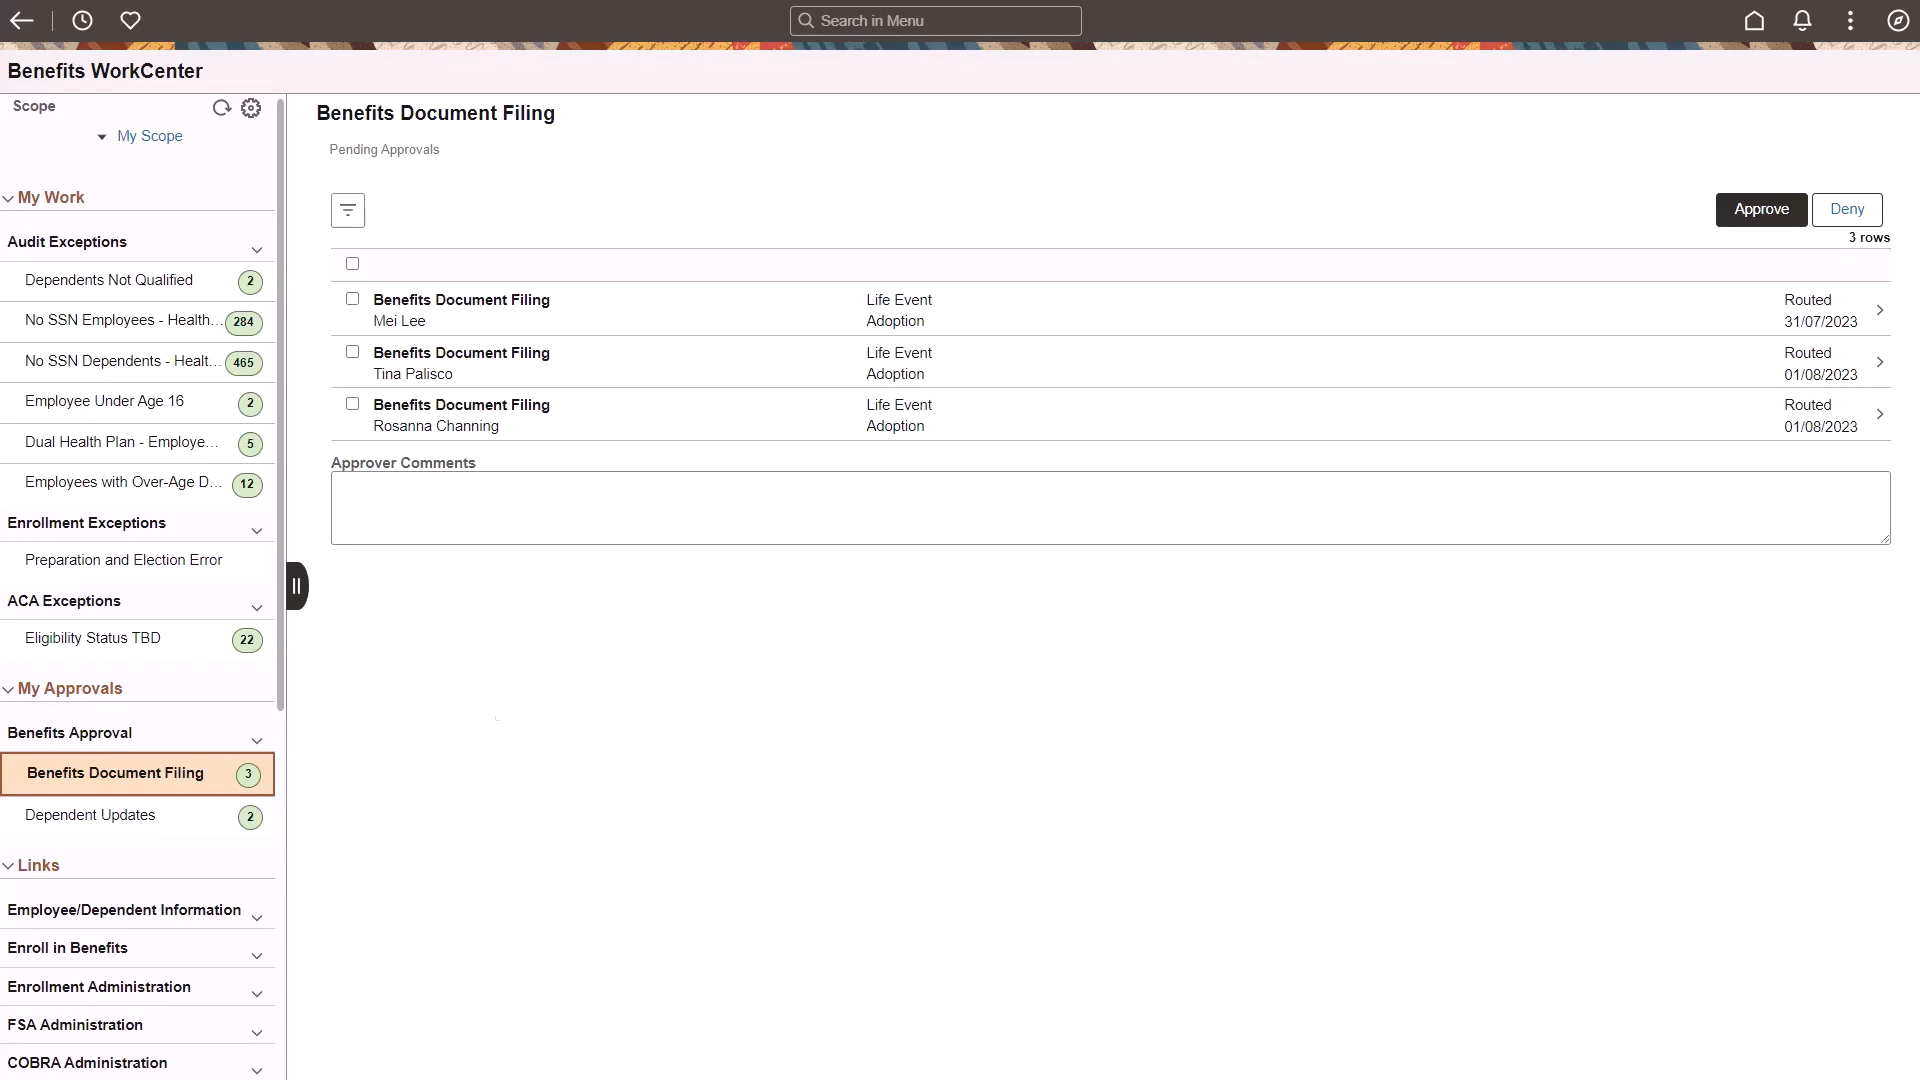 Search in Menu
Benefits WorkCenter
Scope
My Scope
My Work
Audit Exceptions
Dependents Not Qualified 2
No SSN Employees - Health... 284
No SSN Dependents - Healt... 465
Employee Under Age 16 2
Dual Health Plan - Employe... 5
Employees with Over-Age D... 12
Enrollment Exceptions
Preparation and Election Error
ACA Exceptions
Eligibility Status TBD 22
My Approvals
Benefits Approval
Benefits Document Filing 3
Dependent Updates 2
Links
Employee/Dependent Information
Enroll in Benefits
Enrollment Administration
FSA Administration
COBRA Administration
Benefits Document Filing
Pending Approvals
Approve Deny
3 rows
Benefits Document Filing Life Event Routed
Mei Lee Adoption 31/07/2023
Benefits Document Filing Life Event Routed
Tina Palisco Adoption 01/08/2023
Benefits Document Filing Life Event Routed
Rosanna Channing Adoption 01/08/2023
Approver Comments